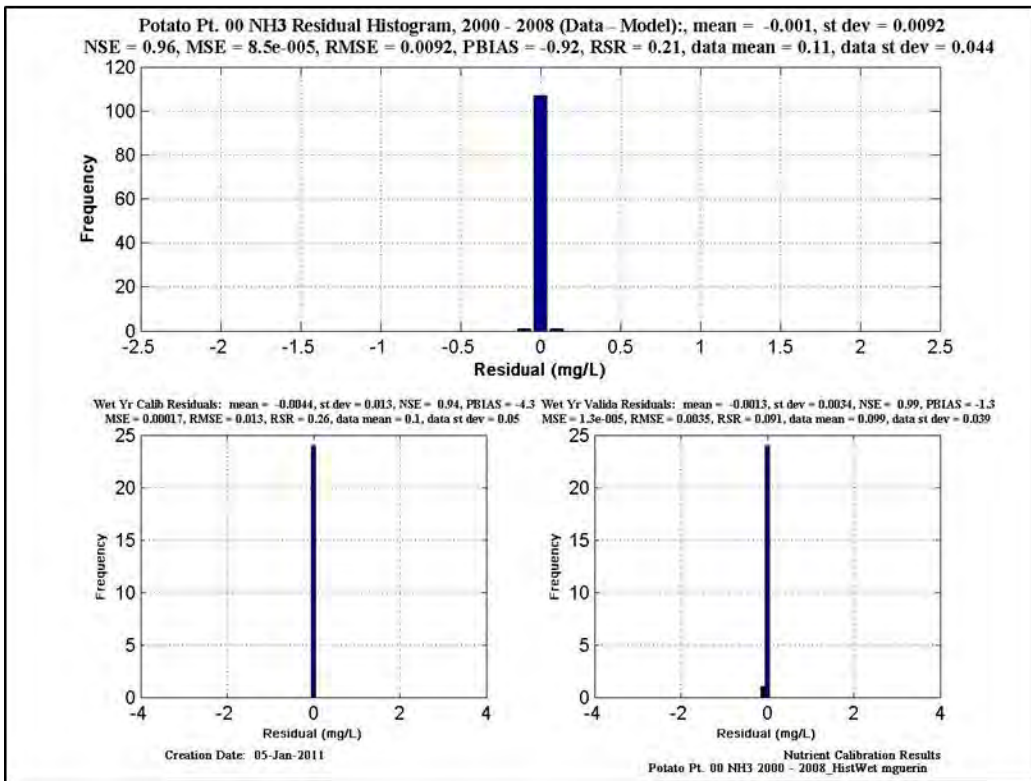 Potato Pt. 00 NH3 Residual Histogram, 2000 - 2008 (Data – Model):, mean = -0.001, st dev = 0.0092
NSE = 0.96, MSE = 8.5e-005, RMSE = 0.0092, PBIAS = -0.92, RSR = 0.21, data mean = 0.11, data st dev = 0.044
120
100
80
60
40
20
0
Frequency
-2.5 -2 -1.5 -1 -0.5 0 0.5 1 1.5 2 2.5
Residual (mg/L)
Wet Yr Calib Residuals: mean = -0.0044, st dev = 0.013, NSE = 0.94, PBIAS = -4.3
MSE = 0.00017, RMSE = 0.013, RSR = 0.26, data mean = 0.1, data st dev = 0.05
25
20
15
10
5
0
Frequency
-4 -2 0 2 4
Residual (mg/L)
Wet Yr Valida Residuals: mean = -0.0013, st dev = 0.0034, NSE = 0.99, PBIAS = -1.3
MSE = 1.3e-005, RMSE = 0.0035, RSR = 0.091, data mean = 0.099, data st dev = 0.039
25
20
15
10
5
0
Frequency
-4 -2 0 2 4
Residual (mg/L)
Creation Date: 05-Jan-2011
Nutrient Calibration Results
Potato Pt. 00 NH3 2000 - 2008_HistWet mguerin